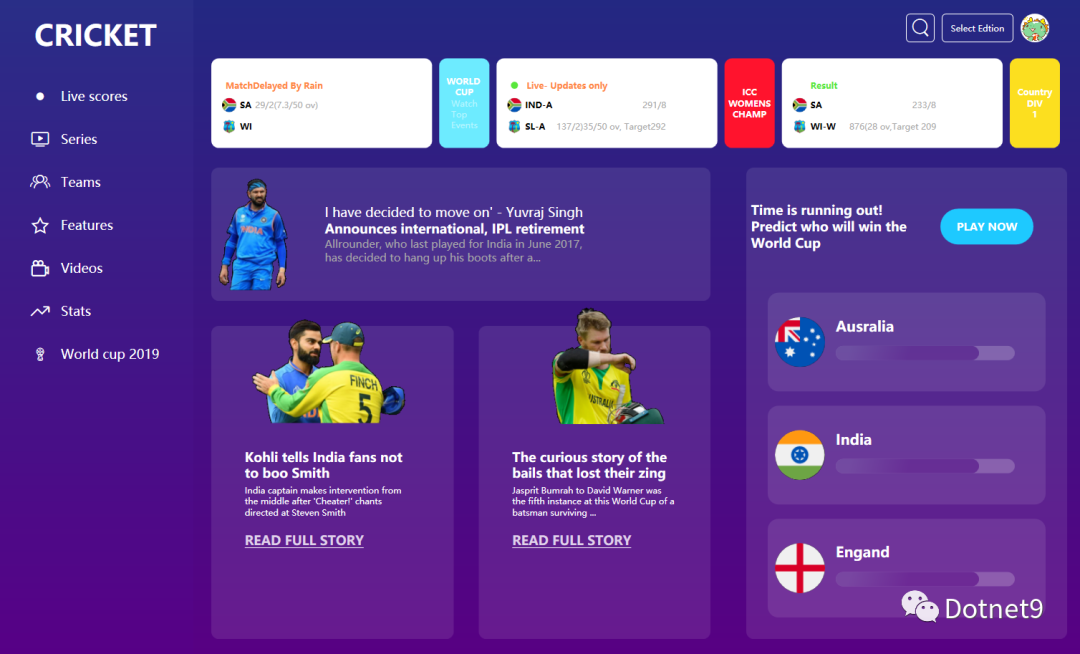 CRICKET
Select Edtion
Live scores
Series
Teams
Features
Videos
Stats
World cup 2019
MatchDelayed By Rain
SA 29/2(7.3/50 ov)
WI
WORLD
CUP
Watch
Top
Events
Live- Updates only
IND-A 291/8
SL-A 137/2)35/50 ov, Target292
ICC
WOMENS
CHAMP
Result
SA 233/8
WI-W 876(28 ov,Target 209
Country
DIV
1
I have decided to move on' - Yuvraj Singh
Announces international, IPL retirement
Allrounder, who last played for India in June 2017,
has decided to hang up his boots after a...
INDIA
FINCH
5
Kohli tells India fans not
to boo Smith
India captain makes intervention from
the middle after 'Cheater!' chants
directed at Steven Smith
READ FULL STORY
The curious story of the
bails that lost their zing
Jasprit Bumrah to David Warner was
the fifth instance at this World Cup of a
batsman surviving ...
READ FULL STORY
Time is running out!
Predict who will win the
World Cup
PLAY NOW
Ausralia
India
Engand
Dotnet9